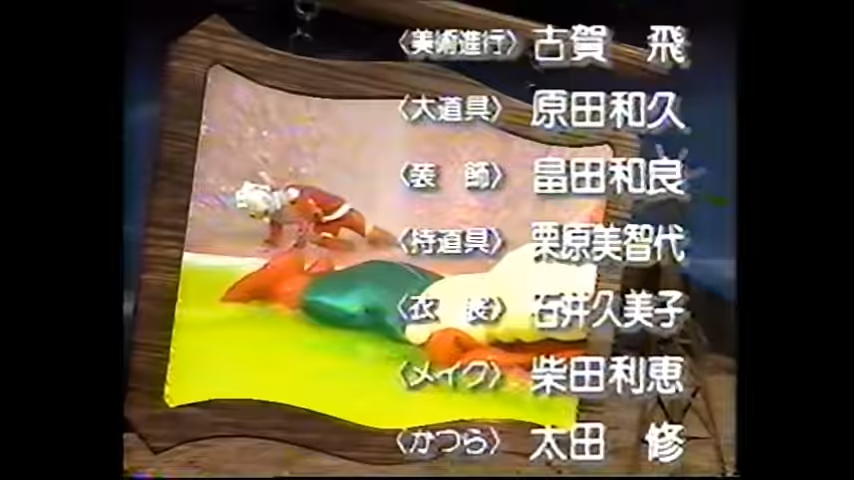 〈美術進行〉 古賀 飛
〈大道具〉 原田和久
〈装 飾〉 畠田和良
〈持道具〉 栗原美智代
〈衣 裳〉 石井久美子
〈メイク〉 柴田利恵
〈かつら〉 太田 修